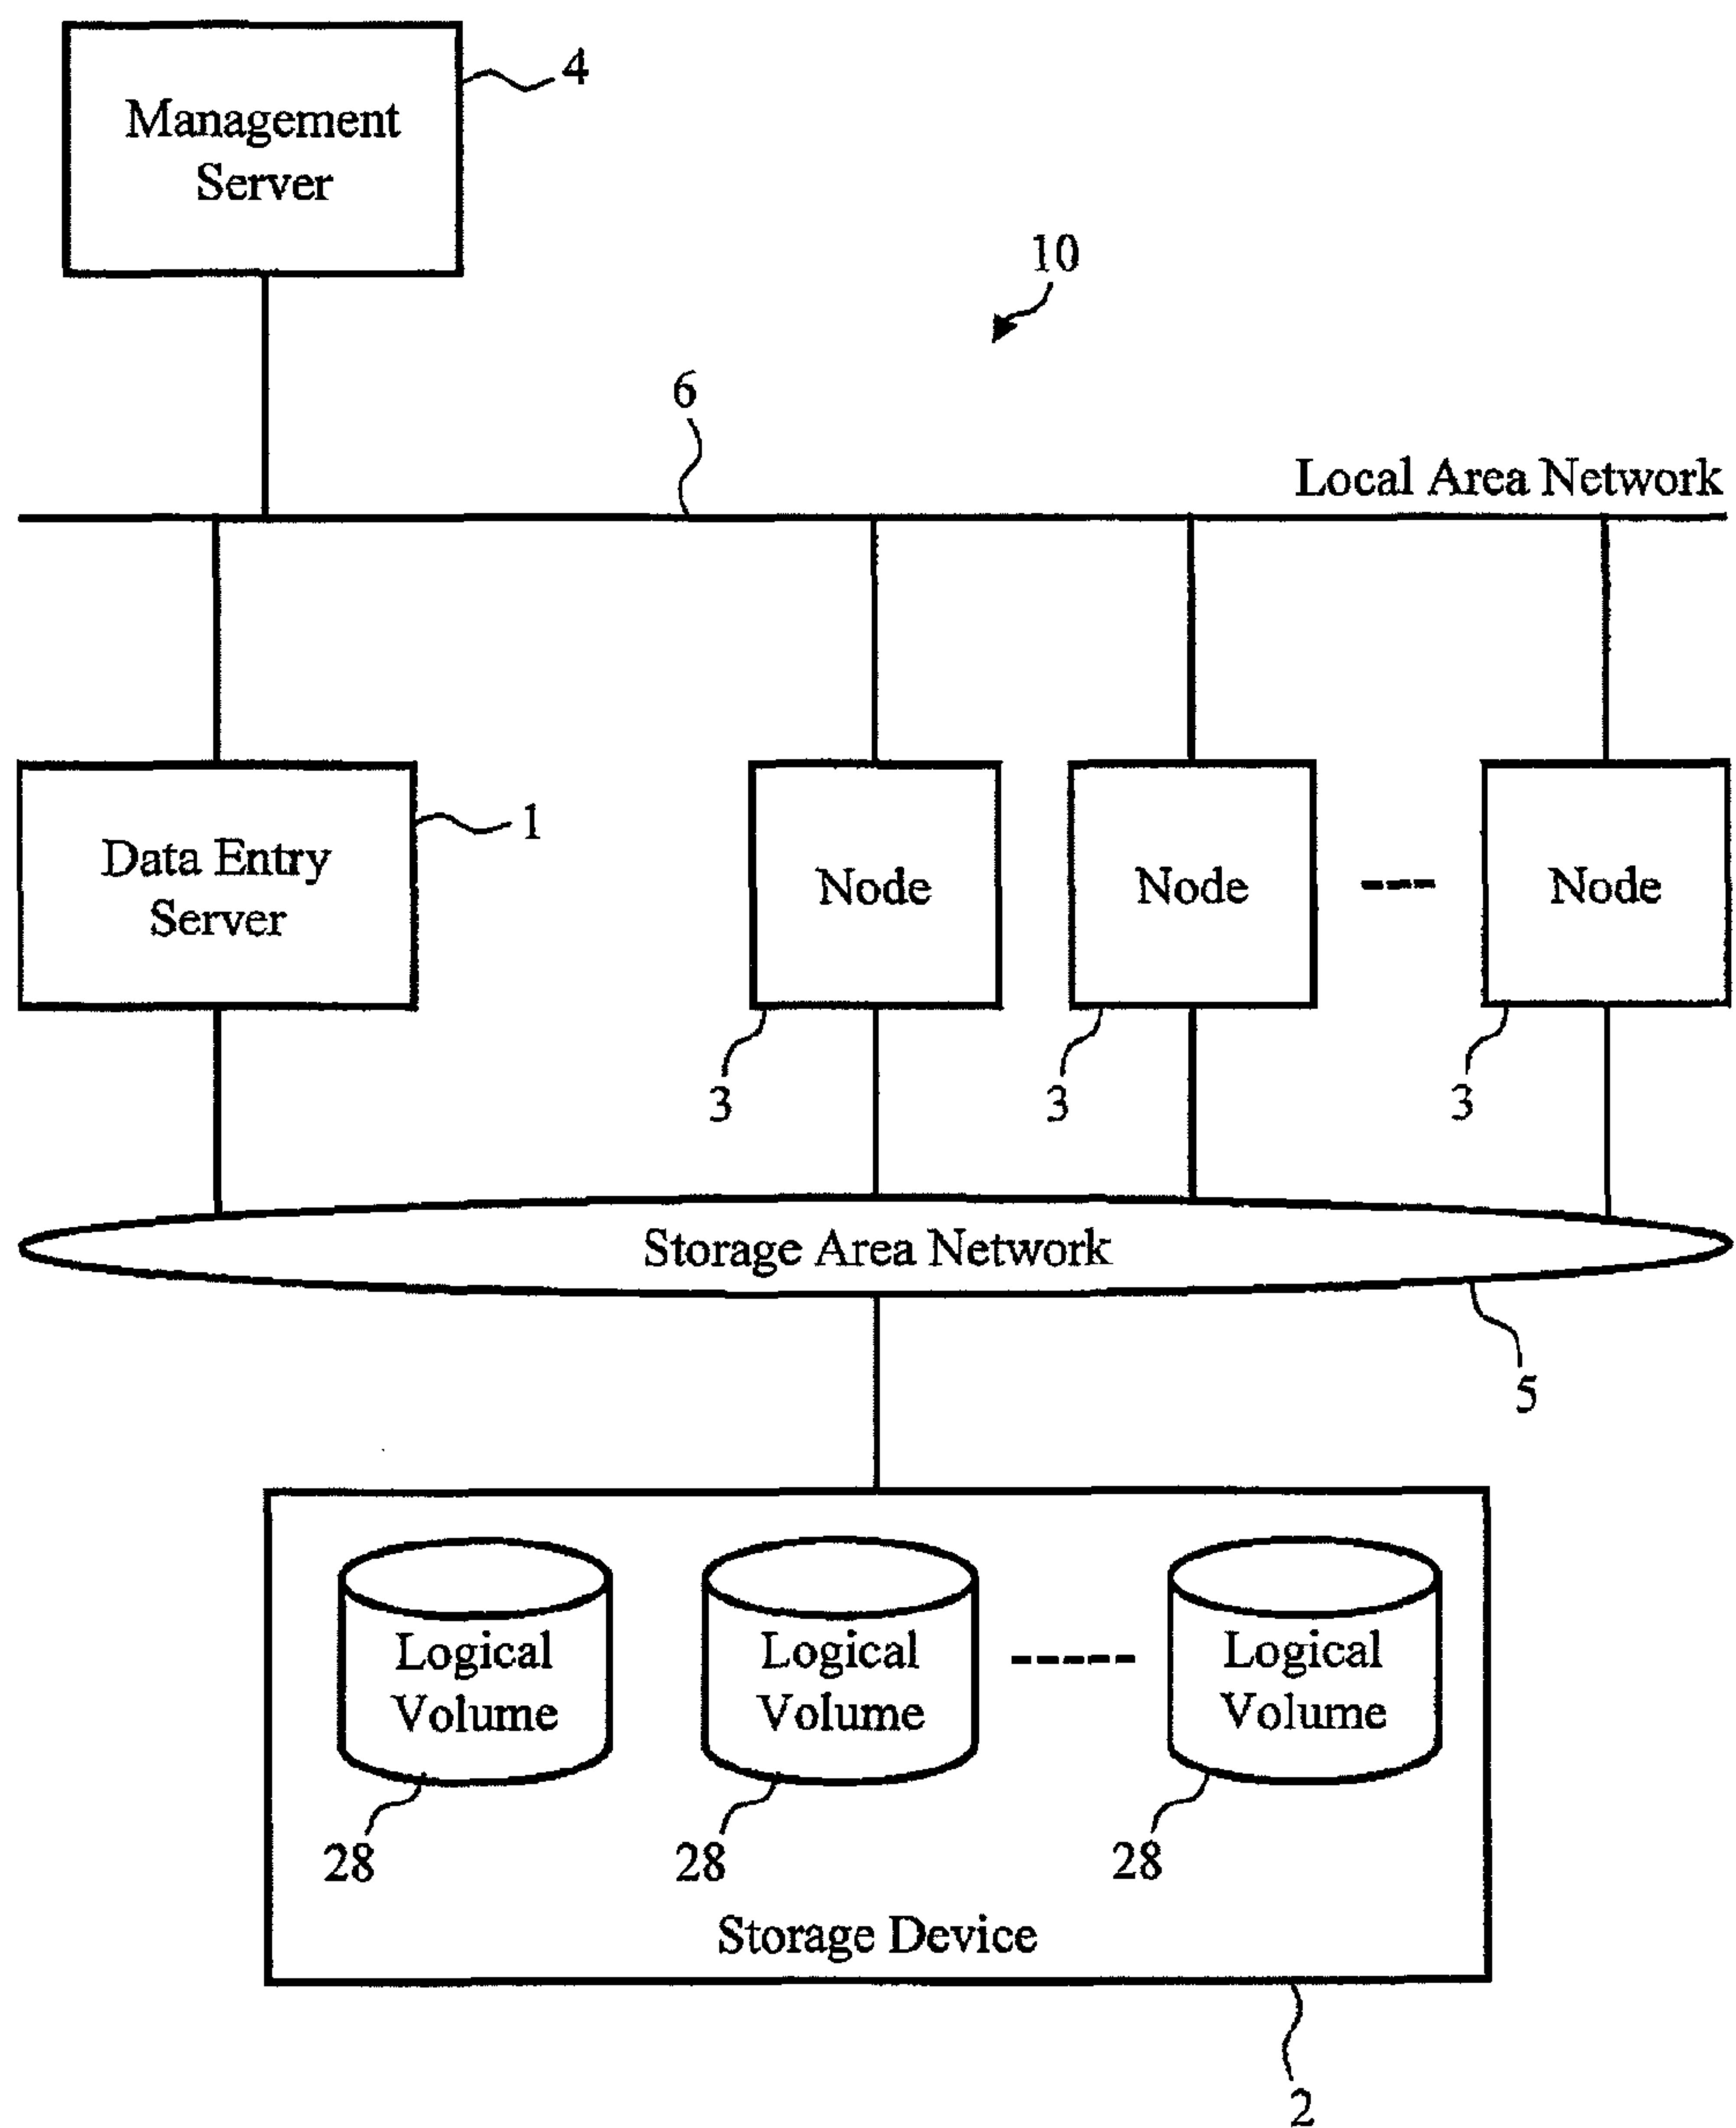 Management
Server
4
10
6
Local Area Network
Data Entry
Server
1
Node
Node
Node
3
3
3
Storage Area Network
5
Logical
Volume
Logical
Volume
Logical
Volume
28
28
28
Storage Device
2